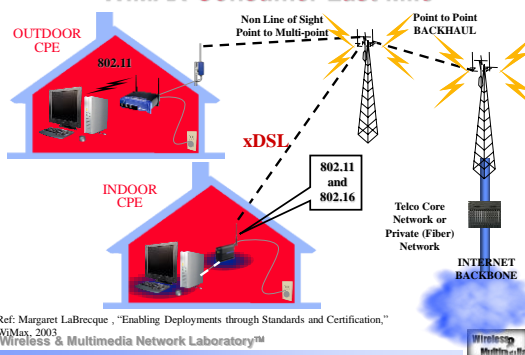 OUTDOOR
CPE
802.11
Non Line of Sight
Point to Multi-point
Point to Point
BACKHAUL
xDSL
802.11
and
802.16
INDOOR
CPE
Telco Core
Network or
Private (Fiber)
Network
INTERNET
BACKBONE
Ref: Margaret LaBrecque , “Enabling Deployments through Standards and Certification,”
WiMax, 2003
Wireless & Multimedia Network Laboratory™
Wireless